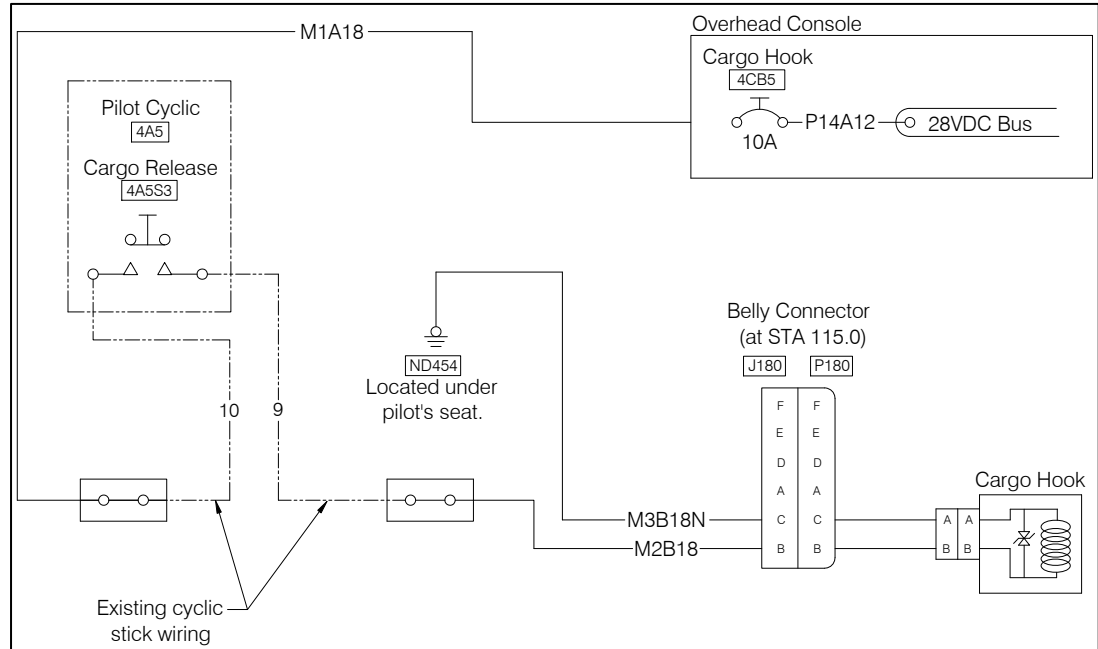 M1A18
Overhead Console
Cargo Hook
4CB5
10A
P14A12
28VDC Bus
Pilot Cyclic
4A5
Cargo Release
4A5S3
ND454
Located under
pilot's seat.
Belly Connector
(at STA 115.0)
J180 P180
F F
E E
D D
A A
C C
B B
10 9
M3B18N
M2B18
Cargo Hook
A A
B B
Existing cyclic
stick wiring